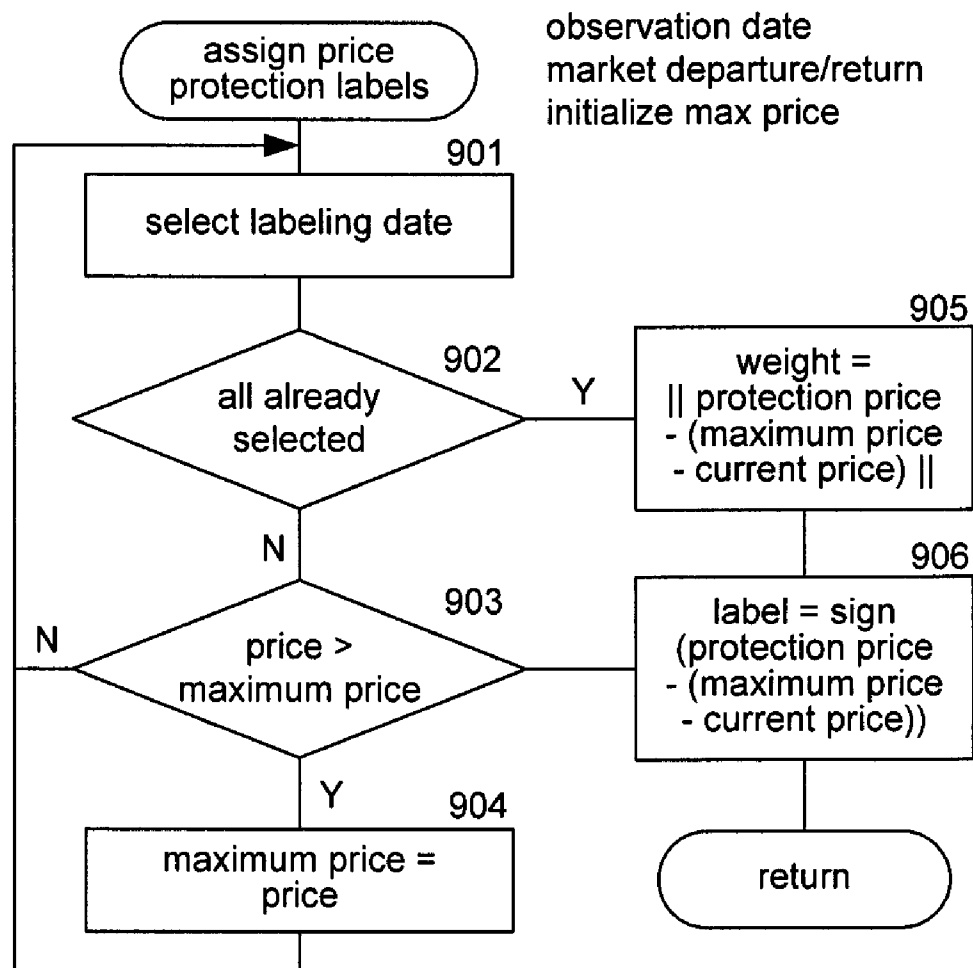 assign price
protection labels
observation date
market departure/return
initialize max price
901
select labeling date
902
all already
selected
Y
N
905
weight =
|| protection price
- (maximum price
- current price) ||
903
price >
maximum price
N
Y
906
label = sign
(protection price
- (maximum price
- current price))
904
maximum price =
price
return